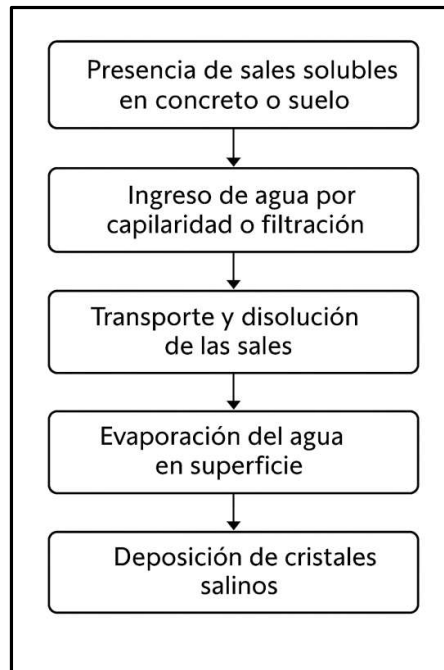 Presencia de sales solubles
en concreto o suelo
Ingreso de agua por
capilaridad o filtración
Transporte y disolución
de las sales
Evaporación del agua
en superficie
Deposición de cristales
salinos